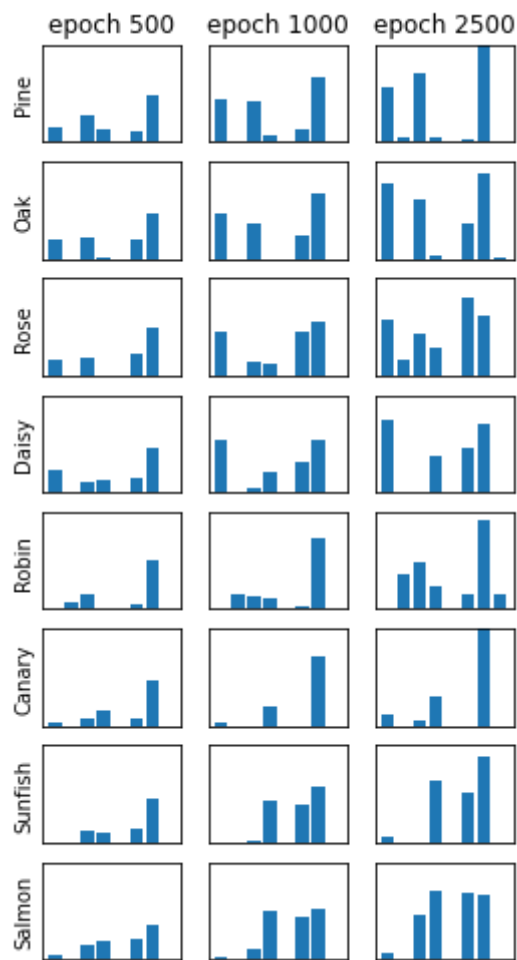 epoch 500 epoch 1000 epoch 2500
Pine
Oak
Rose
Daisy
Robin
Canary
Sunfish
Salmon